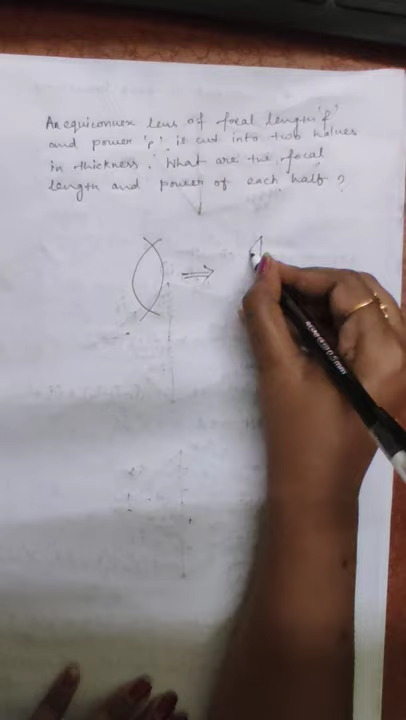 An equiconvex lens of focal length 'f'
and power 'P' is cut into two halves
in thickness. What are the focal
length and power of each half ?